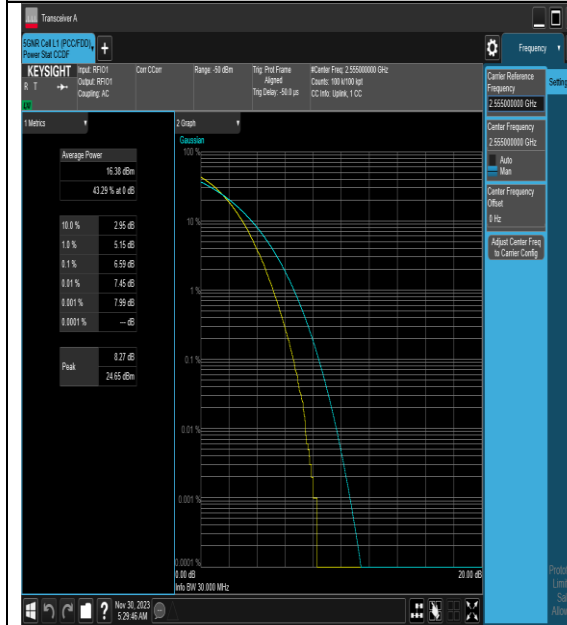 Transceiver A
5GNR Cell L1 (PCC/FDD)
Power Stat CCDF
+
Frequency
KEYSIGHT
R T
LV
Input: RFIO1
Output: RFIO1
Coupling: AC
Corr CCorr
Range: -50 dBm
Trig: Prot Frame
Aligned
Trig Delay: -50.0 µs
#Center Freq: 2.555000000 GHz
Counts: 100 k/100 kpt
CC Info: Uplink, 1 CC
1 Metrics
Average Power
16.38 dBm
43.29 % at 0 dB
10.0 % 2.95 dB
1.0 % 5.15 dB
0.1 % 6.59 dB
0.01 % 7.45 dB
0.001 % 7.99 dB
0.0001 % --- dB
Peak
8.27 dB
24.65 dBm
2 Graph
Gaussian
100 %
10 %
1 %
0.1 %
0.01 %
0.001 %
0.0001 %
0.00 dB
20.00 dB
Info BW 30.000 MHz
Carrier Reference
Frequency
2.555000000 GHz
Center Frequency
2.555000000 GHz
Auto
Man
Center Frequency
Offset
0 Hz
Adjust Center Freq
to Carrier Config
Setting
Nov 30, 2023
5:29:46 AM
?